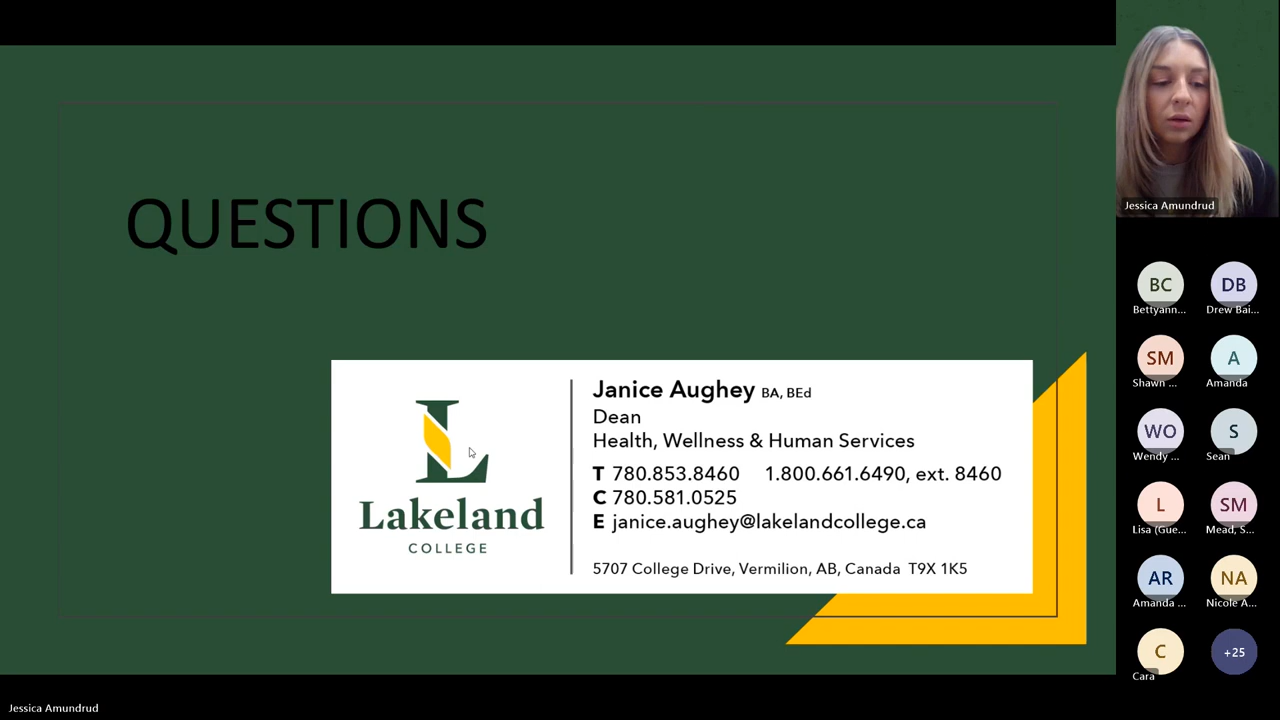 QUESTIONS
Lakeland
COLLEGE
Janice Aughey BA, BEd
Dean
Health, Wellness & Human Services
T 780.853.8460 1.800.661.6490, ext. 8460
C 780.581.0525
E janice.aughey@lakelandcollege.ca
5707 College Drive, Vermilion, AB, Canada T9X 1K5
Jessica Amundrud
BC
DB
Bettyann...
Drew Bai...
SM
A
Shawn ...
Amanda
WO
S
Wendy ...
Sean
L
SM
Lisa (Gue...
Mead, S...
AR
NA
Amanda ...
Nicole A...
C
+25
Cara
Jessica Amundrud